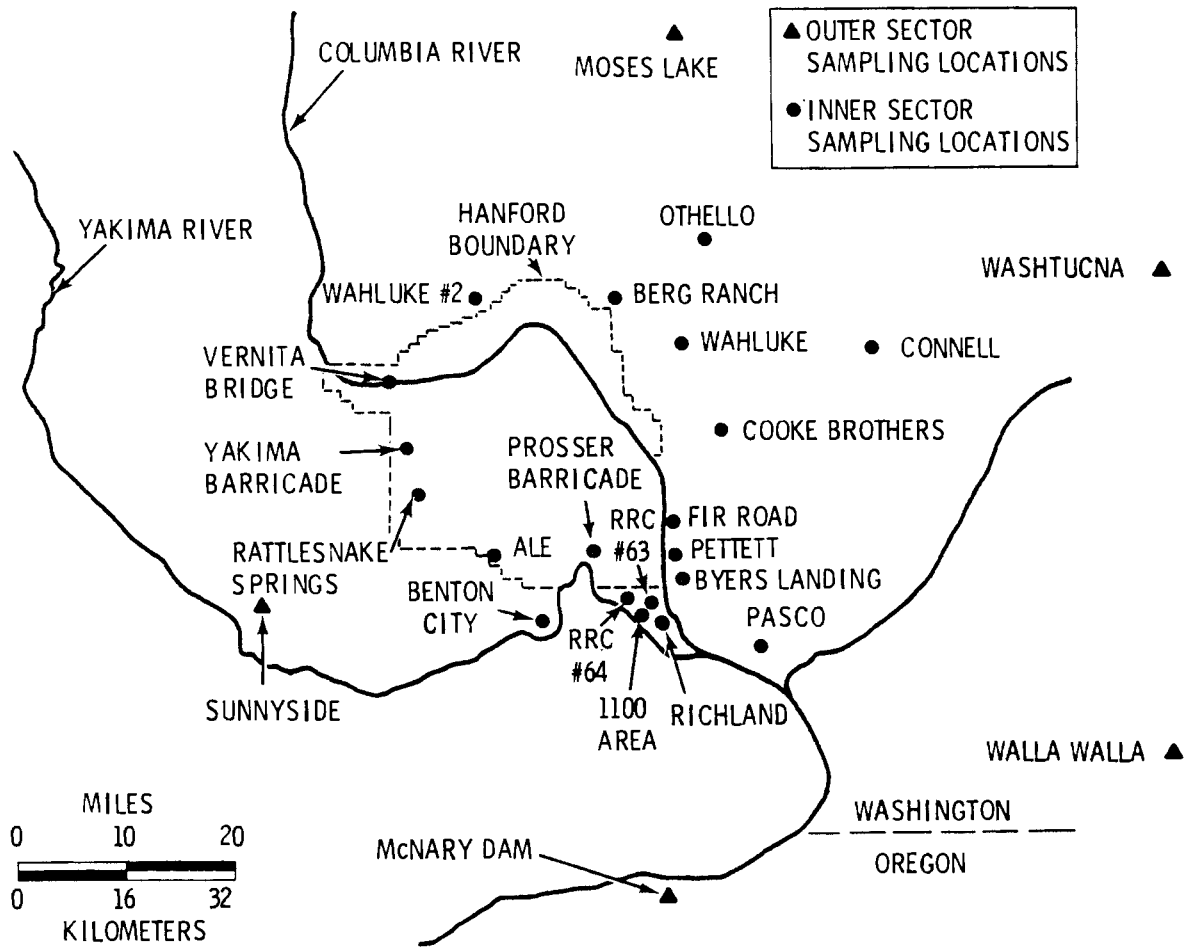 COLUMBIA RIVER
MOSES LAKE
OUTER SECTOR
SAMPLING LOCATIONS
INNER SECTOR
SAMPLING LOCATIONS
YAKIMA RIVER
HANFORD
BOUNDARY
OTHELLO
WASHTUCNA
WAHLUKE #2
BERG RANCH
VERNITA
BRIDGE
WAHLUKE
CONNELL
YAKIMA
BARRICADE
PROSSER
BARRICADE
COOKE BROTHERS
RATTLESNAKE
SPRINGS
ALE
RRC
#63
FIR ROAD
PETTETT
BYERS LANDING
BENTON
CITY
PASCO
RRC
#64
SUNNYSIDE
1100
AREA
RICHLAND
WALLA WALLA
MILES
0 10 20
0 16 32
KILOMETERS
McNARY DAM
WASHINGTON
OREGON